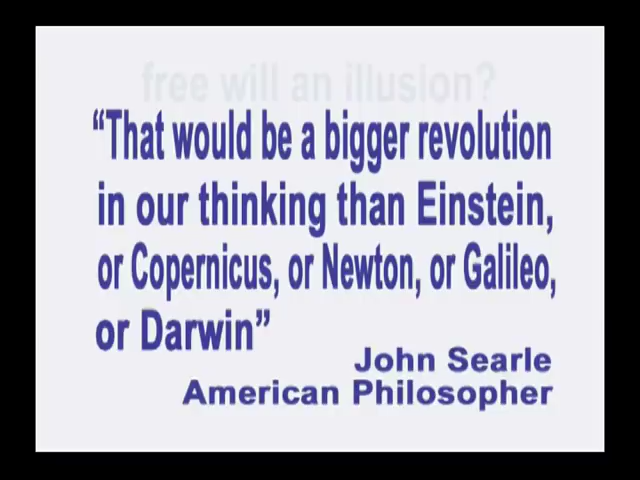 free will an illusion?
“That would be a bigger revolution
in our thinking than Einstein,
or Copernicus, or Newton, or Galileo,
or Darwin”
John Searle
American Philosopher